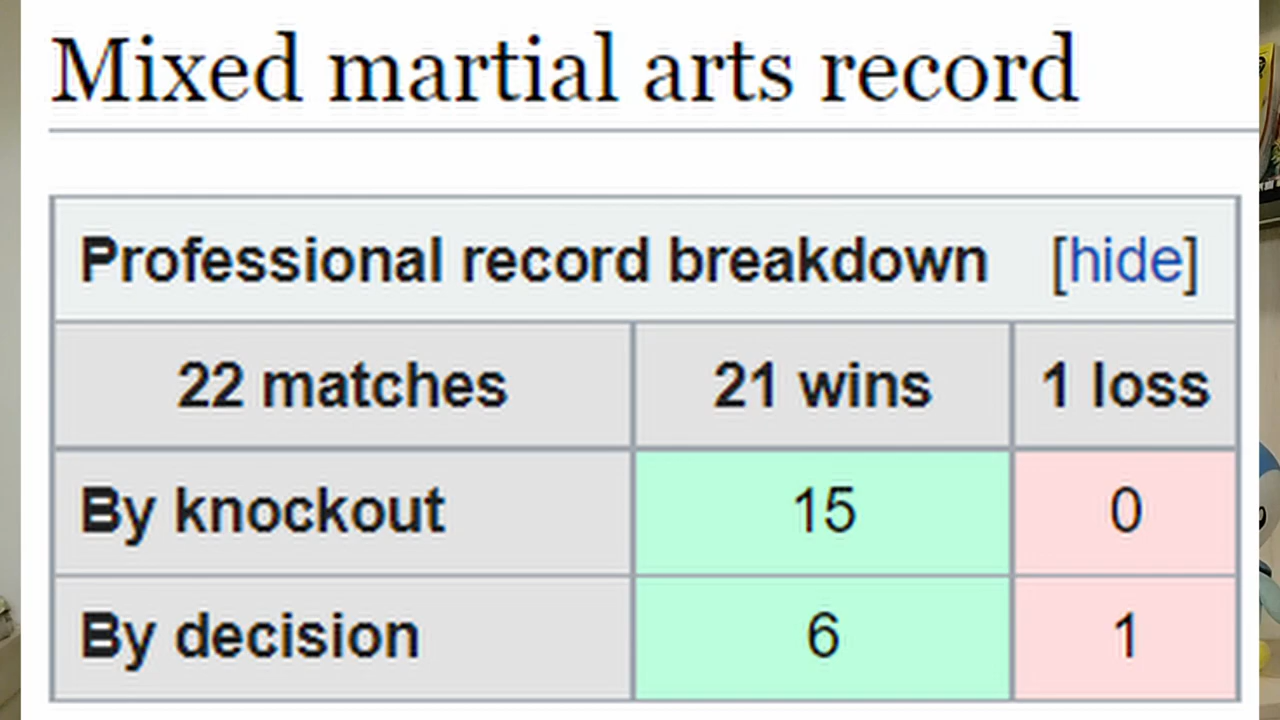 Mixed martial arts record
Professional record breakdown [hide]
22 matches 21 wins 1 loss
By knockout 15 0
By decision 6 1